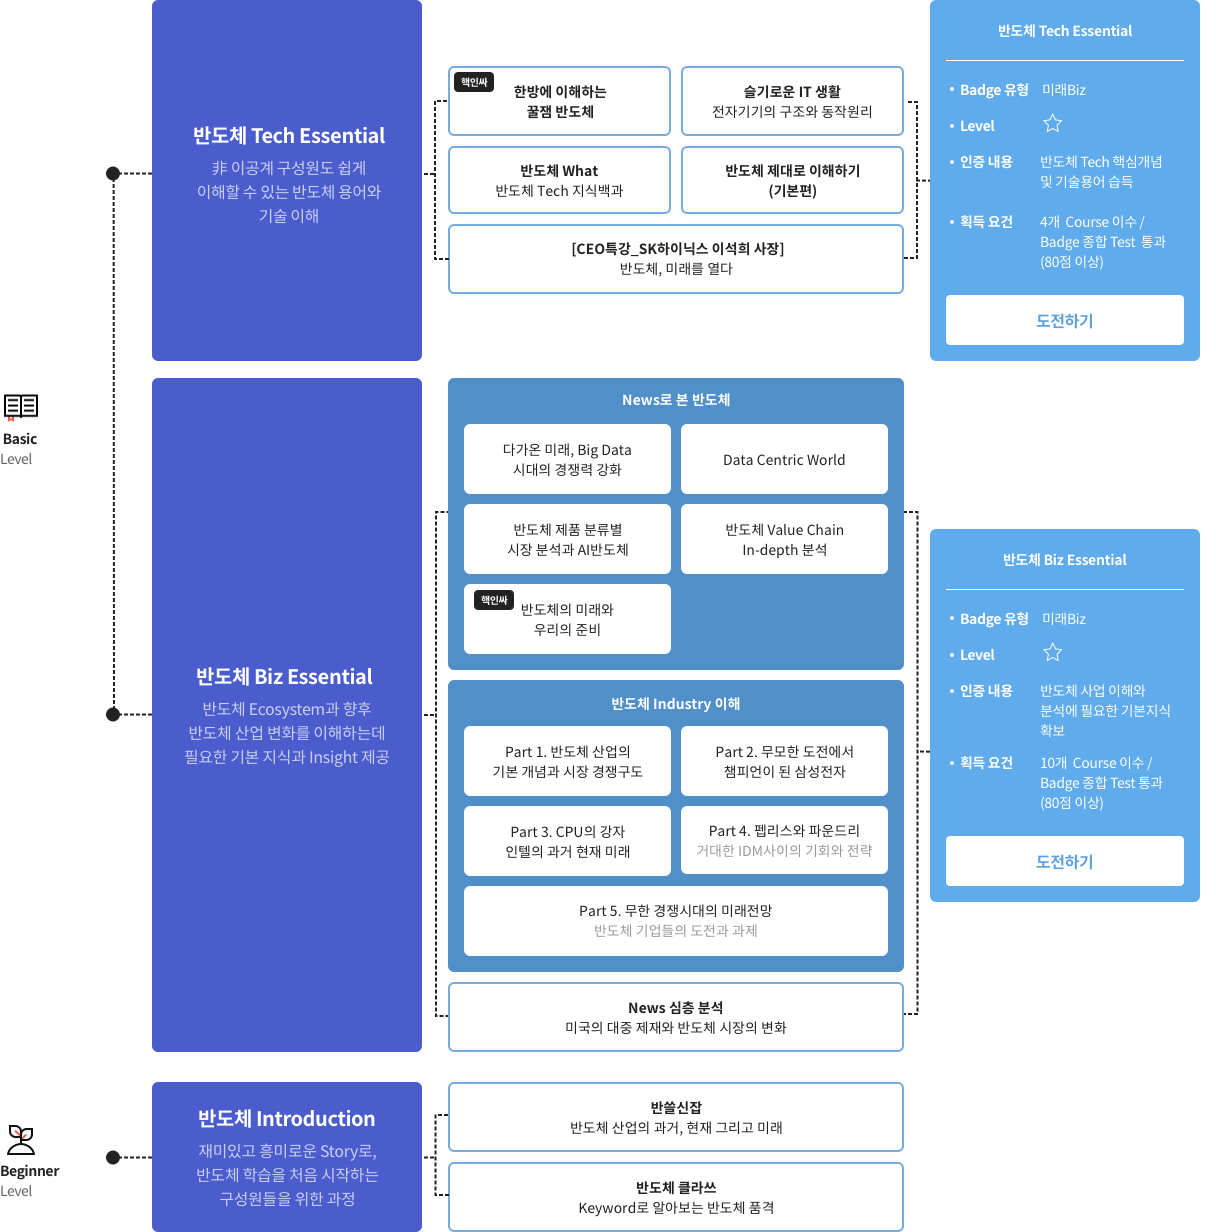 반도체 Tech Essential
非 이공계 구성원도 쉽게
이해할 수 있는 반도체 용어와
기술 이해
핵인싸
한방에 이해하는
꿀잼 반도체
슬기로운 IT 생활
전자기기의 구조와 동작원리
반도체 What
반도체 Tech 지식백과
반도체 제대로 이해하기
(기본편)
[CEO특강_SK하이닉스 이석희 사장]
반도체, 미래를 열다
반도체 Tech Essential
• Badge 유형 미래Biz
• Level ☆
• 인증 내용 반도체 Tech 핵심개념
및 기술용어 습득
• 획득 요건 4개 Course 이수 /
Badge 종합 Test 통과
(80점 이상)
도전하기
Basic
Level
반도체 Biz Essential
반도체 Ecosystem과 향후
반도체 산업 변화를 이해하는데
필요한 기본 지식과 Insight 제공
News로 본 반도체
다가온 미래, Big Data
시대의 경쟁력 강화
Data Centric World
반도체 제품 분류별
시장 분석과 AI반도체
반도체 Value Chain
In-depth 분석
핵인싸
반도체의 미래와
우리의 준비
반도체 Industry 이해
Part 1. 반도체 산업의
기본 개념과 시장 경쟁구도
Part 2. 무모한 도전에서
챔피언이 된 삼성전자
Part 3. CPU의 강자
인텔의 과거 현재 미래
Part 4. 펩리스와 파운드리
거대한 IDM사이의 기회와 전략
Part 5. 무한 경쟁시대의 미래전망
반도체 기업들의 도전과 과제
News 심층 분석
미국의 대중 제재와 반도체 시장의 변화
반도체 Biz Essential
• Badge 유형 미래Biz
• Level ☆
• 인증 내용 반도체 사업 이해와
분석에 필요한 기본지식
확보
• 획득 요건 10개 Course 이수 /
Badge 종합 Test 통과
(80점 이상)
도전하기
Beginner
Level
반도체 Introduction
재미있고 흥미로운 Story로,
반도체 학습을 처음 시작하는
구성원들을 위한 과정
반쓸신잡
반도체 산업의 과거, 현재 그리고 미래
반도체 클라쓰
Keyword로 알아보는 반도체 품격